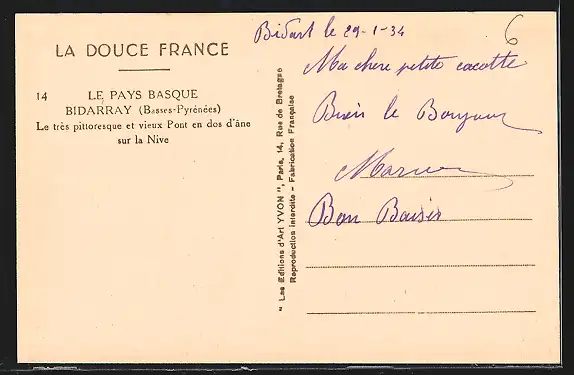 LA DOUCE FRANCE
14 LE PAYS BASQUE
BIDARRAY (Basses-Pyrénées)
Le très pittoresque et vieux Pont en dos d'âne
sur la Nive
" Les Editions d'Art YVON ", Paris, 14, Rue de Bretagne
Reproduction interdite - Fabrication Française
6
Bidart le 29-1-34
Ma chere petite cocotte
Bien le Bonjour
Bon Baisir